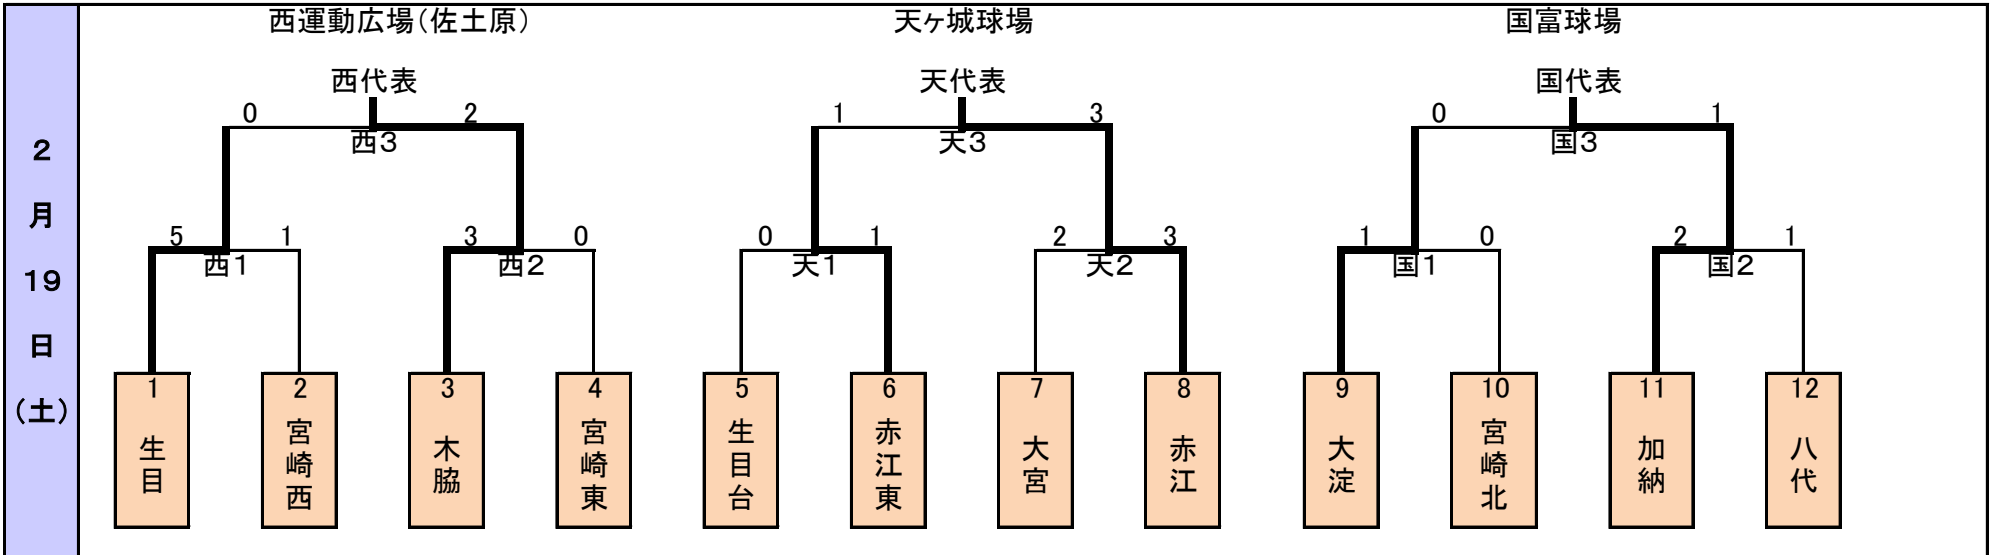 西運動広場(佐土原)
天ヶ城球場
国富球場
西代表
天代表
国代表
0 2
1 3
0 1
西3
天3
国3
5 1
3 0
0 1
2 3
1 0
2 1
西1
西2
天1
天2
国1
国2
2
月
19
日
(土)
1 生目
2 宮崎西
3 木脇
4 宮崎東
5 生目台
6 赤江東
7 大宮
8 赤江
9 大淀
10 宮崎北
11 加納
12 八代